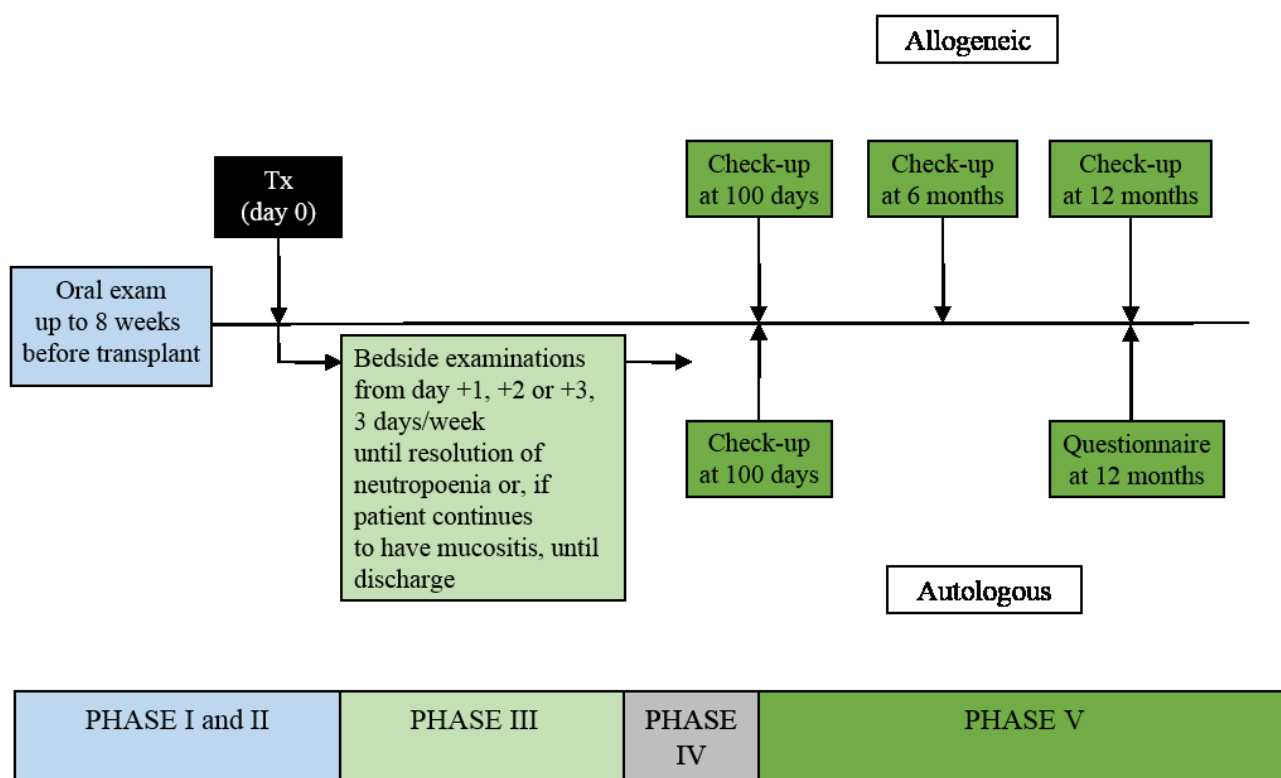 Allogeneic
Tx
(day 0)
Check-up
at 100 days
Check-up
at 6 months
Check-up
at 12 months
Oral exam
up to 8 weeks
before transplant
Bedside examinations
from day +1, +2 or +3,
3 days/week
until resolution of
neutropoenia or, if
patient continues
to have mucositis, until
discharge
Check-up
at 100 days
Questionnaire
at 12 months
Autologous
PHASE I and II
PHASE III
PHASE
IV
PHASE V